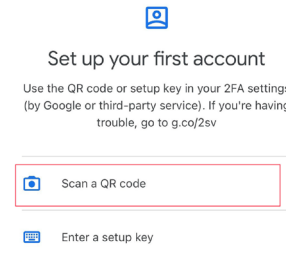 Set up your first account
Use the QR code or setup key in your 2FA settings
(by Google or third-party service). If you're having
trouble, go to g.co/2sv
Scan a QR code
Enter a setup key